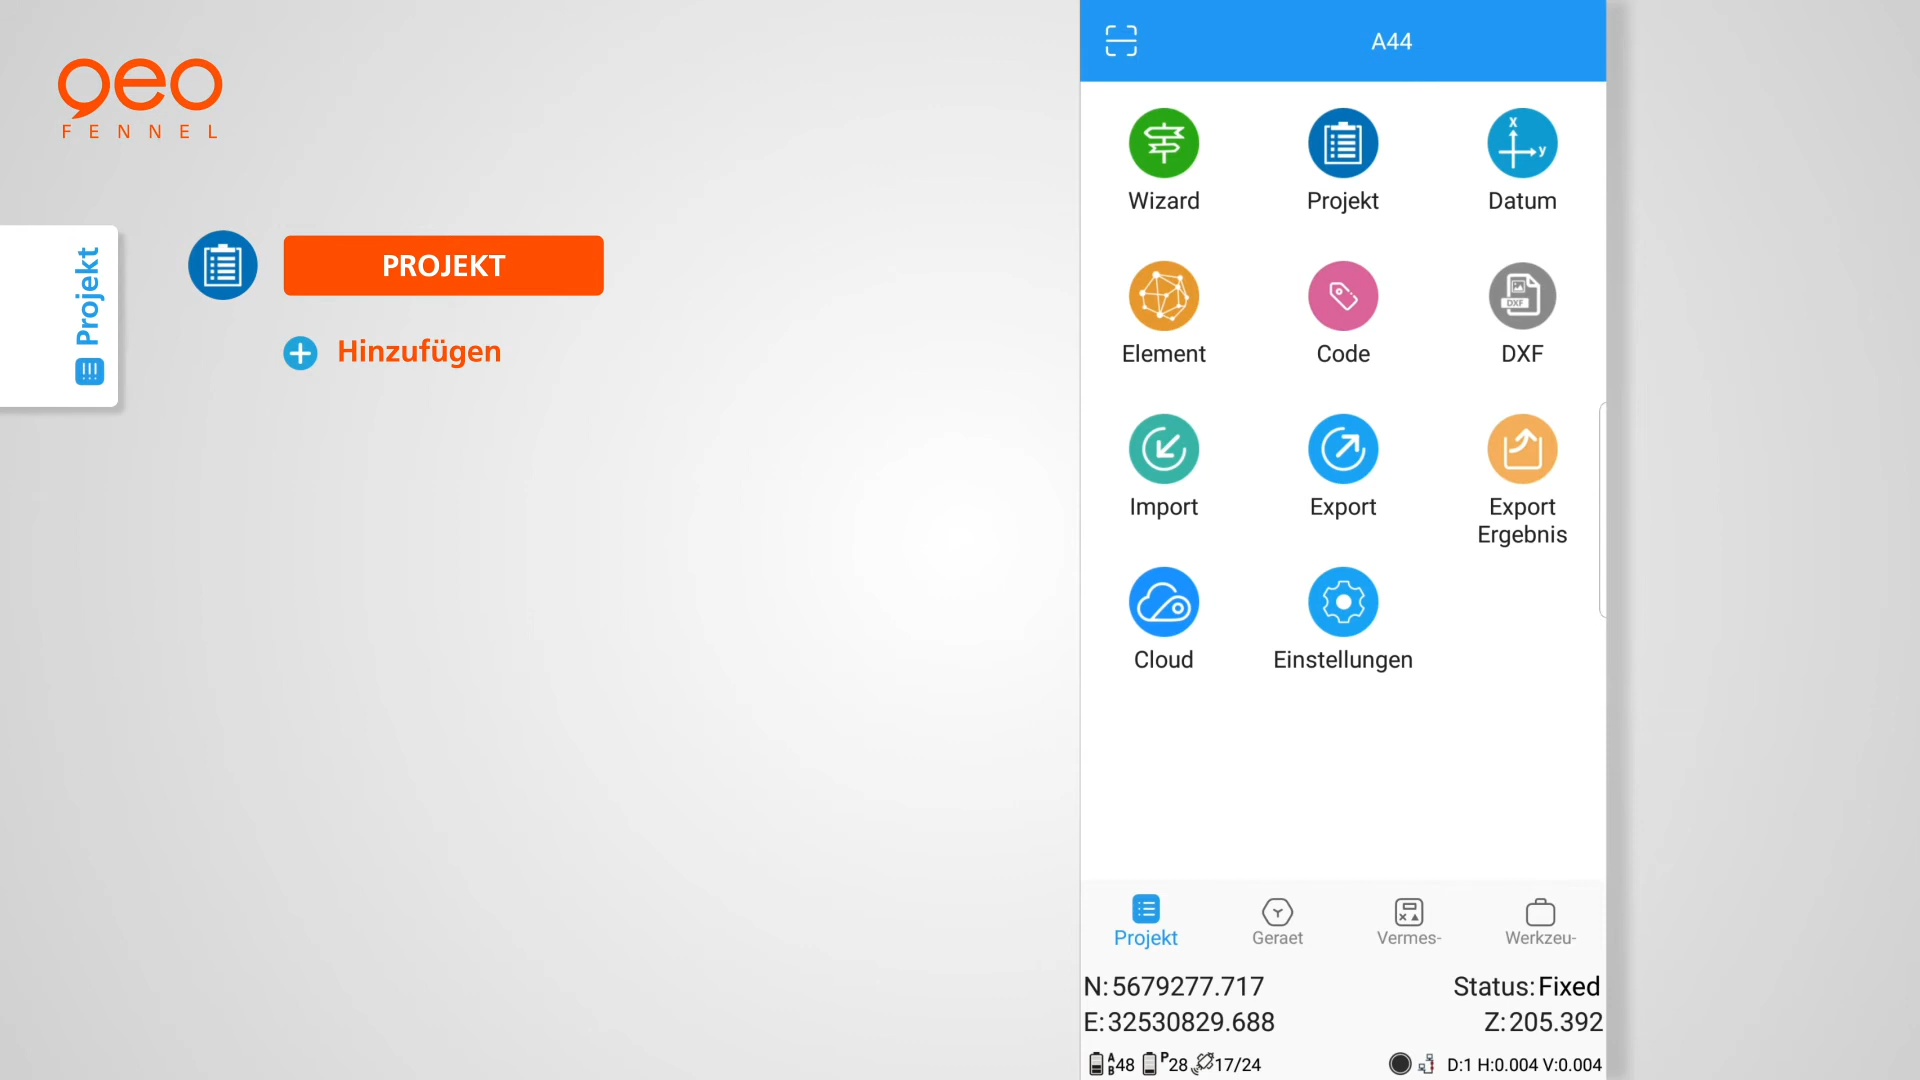 geo
FENNEL
Projekt
PROJEKT
Hinzufügen
A44
Wizard
Projekt
Datum
Element
Code
DXF
Import
Export
Export
Ergebnis
Cloud
Einstellungen
Projekt
Geraet
Vermes-
Werkzeu-
N:5679277.717
Status:Fixed
E:32530829.688
Z:205.392
A
B
48
P
28
17/24
D:1 H:0.004 V:0.004